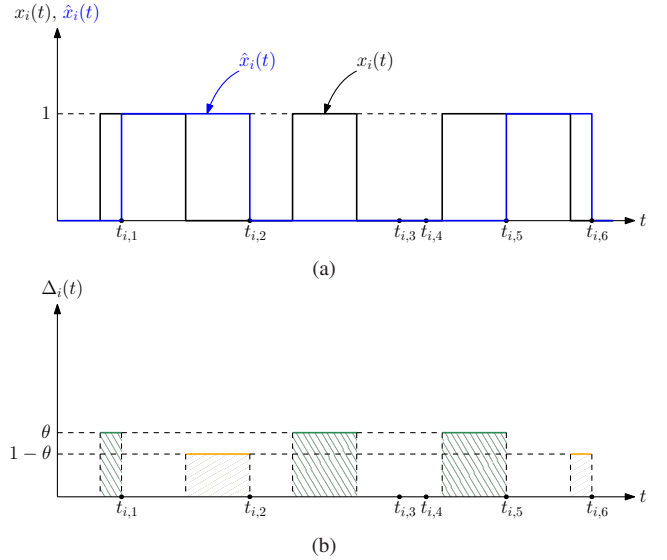 x_i(t), x̂_i(t)
x̂_i(t)
x_i(t)
1
t
t_{i,1}
t_{i,2}
t_{i,3}
t_{i,4}
t_{i,5}
t_{i,6}
(a)
Δ_i(t)
θ
1 − θ
t
t_{i,1}
t_{i,2}
t_{i,3}
t_{i,4}
t_{i,5}
t_{i,6}
(b)